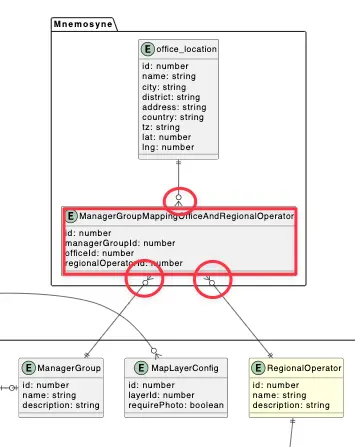 Mnemosyne
E office_location
id: number
name: string
city: string
district: string
address: string
country: string
tz: string
lat: number
lng: number
E ManagerGroupMappingOfficeAndRegionalOperator
id: number
managerGroupId: number
officeId: number
regionalOperatorId: number
E ManagerGroup
id: number
name: string
description: string
E MapLayerConfig
id: number
layerId: number
requirePhoto: boolean
E RegionalOperator
id: number
name: string
description: string